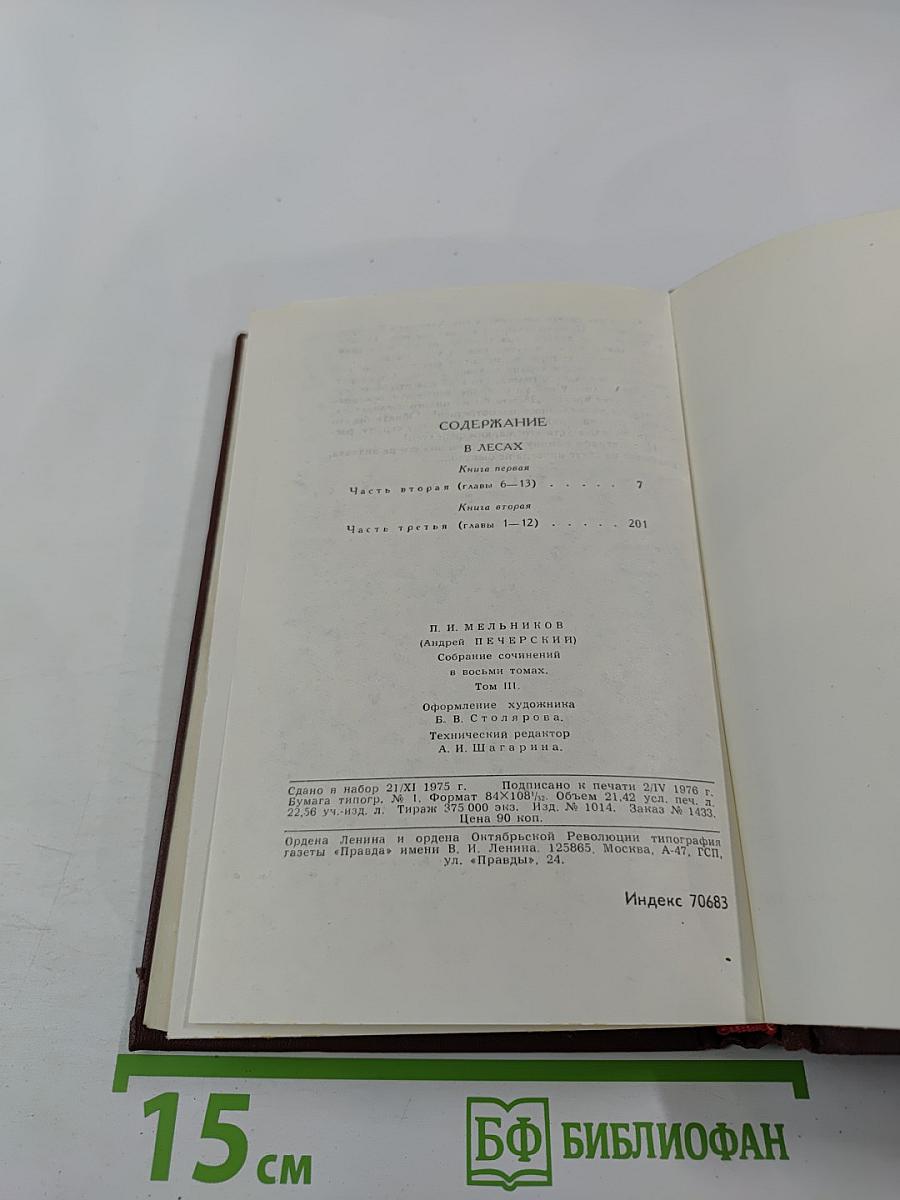 СОДЕРЖАНИЕ
В ЛЕСАХ
Книга первая
Часть вторая (главы 6—13) . . . . . 7
Книга вторая
Часть третья (главы 1—12) . . . . . 201
П. И. МЕЛЬНИКОВ
(Андрей ПЕЧЕРСКИЙ)
Собрание сочинений
в восьми томах.
Том III.
Оформление художника
Б. В. Столярова.
Технический редактор
А. И. Шагарина.
Сдано в набор 21/XI 1975 г. Подписано к печати 2/IV 1976 г.
Бумага типогр. № 1. Формат 84×108¹/₃₂. Объем 21,42 усл. печ. л.
22,56 уч.-изд. л. Тираж 375 000 экз. Изд. № 1014. Заказ № 1433.
Цена 90 коп.
Ордена Ленина и ордена Октябрьской Революции типография
газеты «Правда» имени В. И. Ленина. 125865, Москва, А-47, ГСП,
ул. «Правды», 24.
Индекс 70683
15 см
БФ БИБЛИОФАН